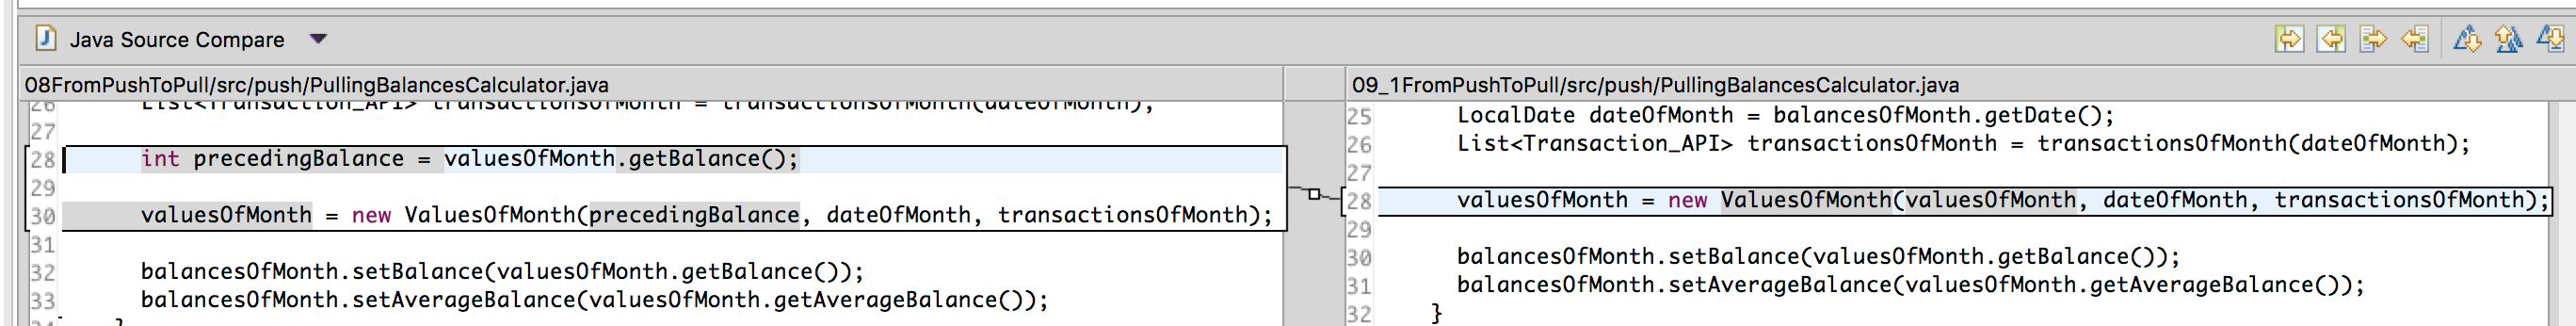 Java Source Compare
08FromPushToPull/src/push/PullingBalancesCalculator.java
26 List<Transaction_API> transactionsOfMonth = transactionsOfMonth(dateOfMonth);
27
28 int precedingBalance = valuesOfMonth.getBalance();
29
30 valuesOfMonth = new ValuesOfMonth(precedingBalance, dateOfMonth, transactionsOfMonth);
31
32 balancesOfMonth.setBalance(valuesOfMonth.getBalance());
33 balancesOfMonth.setAverageBalance(valuesOfMonth.getAverageBalance());
34 }
09_1FromPushToPull/src/push/PullingBalancesCalculator.java
25 LocalDate dateOfMonth = balancesOfMonth.getDate();
26 List<Transaction_API> transactionsOfMonth = transactionsOfMonth(dateOfMonth);
27
28 valuesOfMonth = new ValuesOfMonth(valuesOfMonth, dateOfMonth, transactionsOfMonth);
29
30 balancesOfMonth.setBalance(valuesOfMonth.getBalance());
31 balancesOfMonth.setAverageBalance(valuesOfMonth.getAverageBalance());
32 }